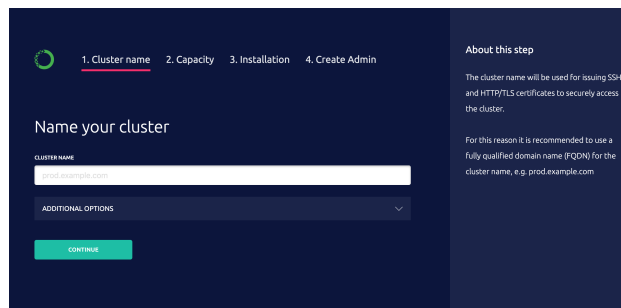 1. Cluster name 2. Capacity 3. Installation 4. Create Admin
Name your cluster
CLUSTER NAME
prod.example.com
ADDITIONAL OPTIONS
CONTINUE
About this step
The cluster name will be used for issuing SSH
and HTTP/TLS certificates to securely access
the cluster.
For this reason it is recommended to use a
fully qualified domain name (FQDN) for the
cluster name, e.g. prod.example.com